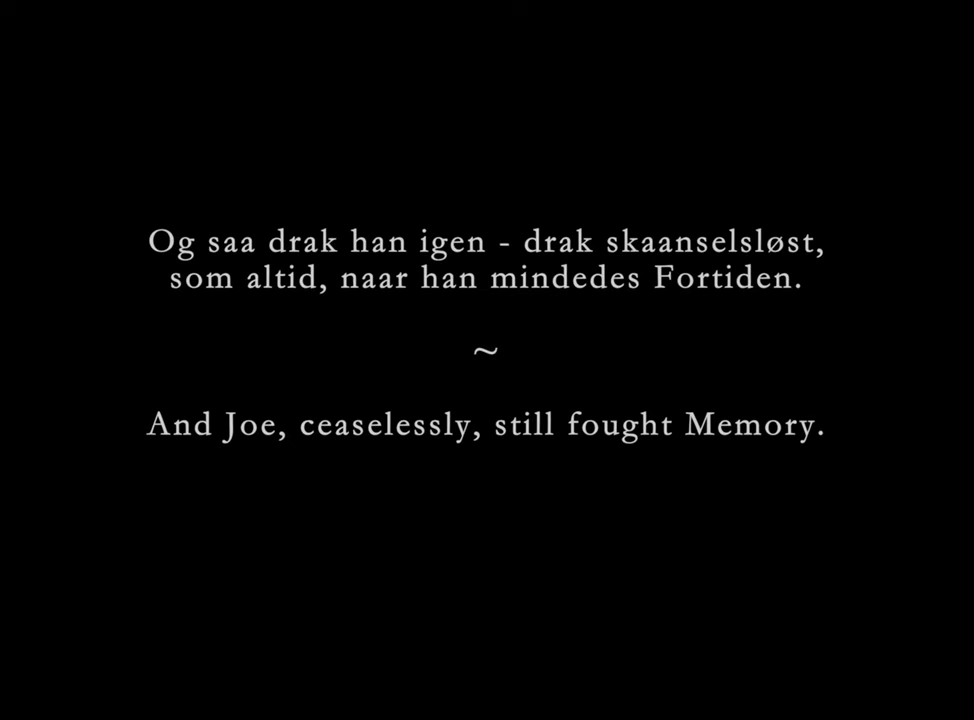 Og saa drak han igen - drak skaanselsløst,
som altid, naar han mindedes Fortiden.
~
And Joe, ceaselessly, still fought Memory.